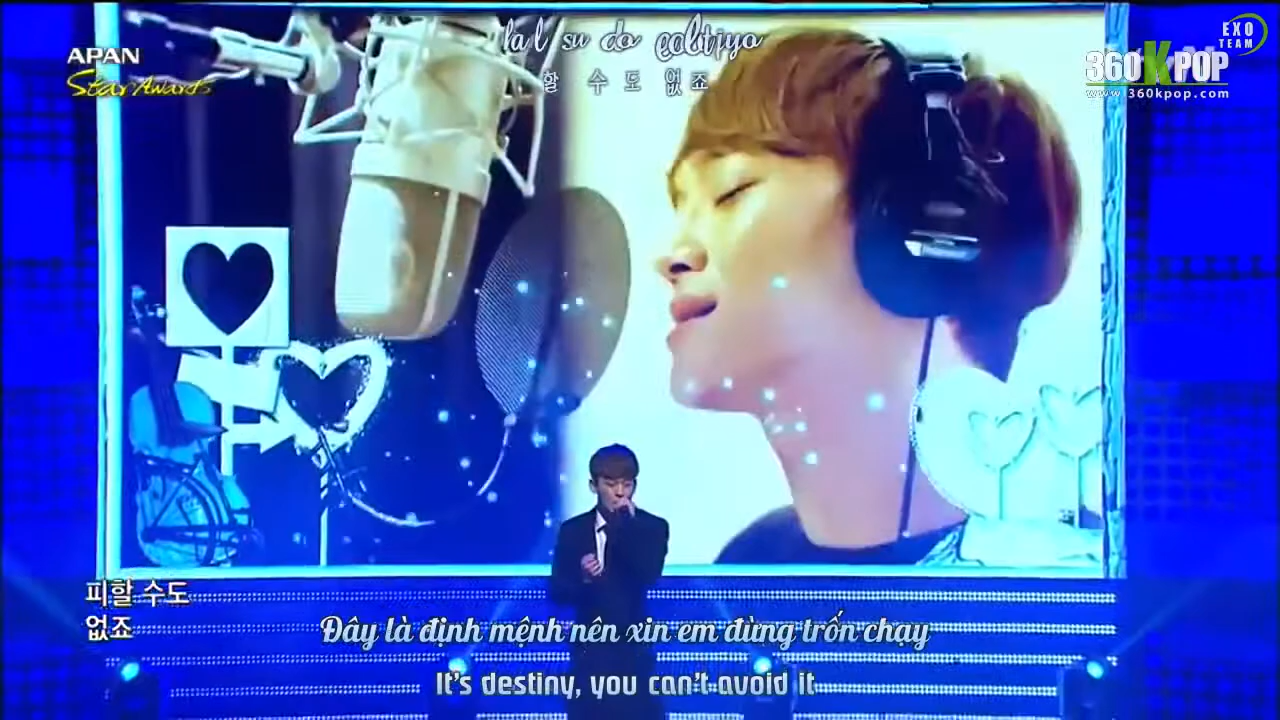 APAN
Star Awards
la l su do eobtjyo
할 수 도 없 죠
EXO
TEAM
360KPOP
www.360kpop.com
피할 수도
없죠
Đây là định mệnh nên xin em đừng trốn chạy
It's destiny, you can't avoid it